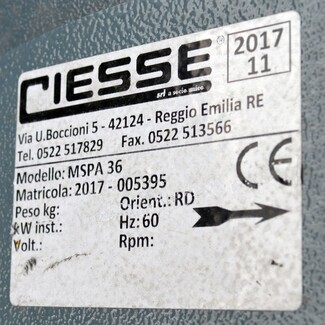 CIESSE
srl a socio unico
2017
11
Via U.Boccioni 5 - 42124 - Reggio Emilia RE
Tel. 0522 517829 Fax. 0522 513566
Modello: MSPA 36
Matricola: 2017 - 005395
Peso kg: Orient.: RD
kW inst.: Hz: 60
Volt.: Rpm:
CE